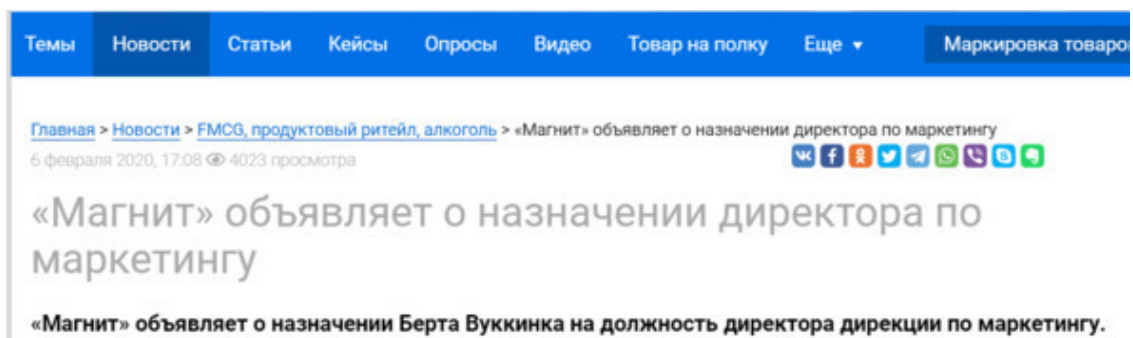 Темы Новости Статьи Кейсы Опросы Видео Товар на полку Еще Маркировка товаров
Главная > Новости > FMCG, продуктовый ритейл, алкоголь > «Магнит» объявляет о назначении директора по маркетингу
6 февраля 2020, 17:08 4023 просмотра
«Магнит» объявляет о назначении директора по
маркетингу
«Магнит» объявляет о назначении Берта Вуккинка на должность директора дирекции по маркетингу.